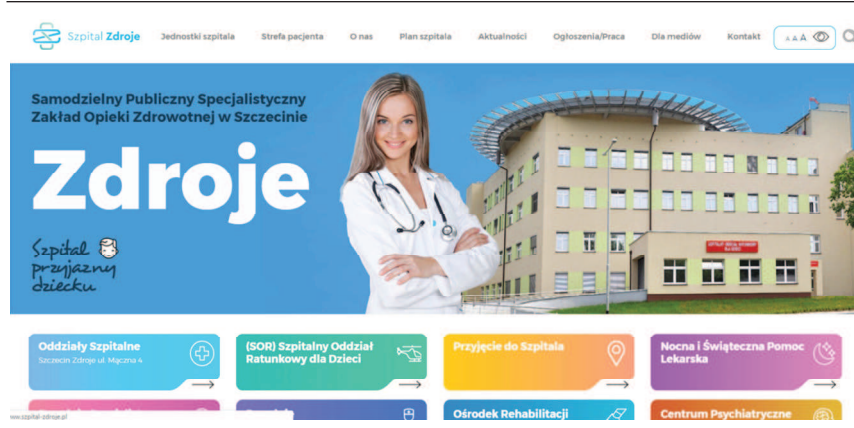 Szpital Zdroje
Jednostki szpitala
Strefa pacjenta
O nas
Plan szpitala
Aktualności
Ogłoszenia/Praca
Dla mediów
Kontakt
A A A
Samodzielny Publiczny Specjalistyczny
Zakład Opieki Zdrowotnej w Szczecinie
Zdroje
Szpital
przyjazny
dziecku
Oddziały Szpitalne
Szczecin Zdroje ul. Mączna 4
(SOR) Szpitalny Oddział
Ratunkowy dla Dzieci
Przyjęcie do Szpitala
Nocna i Świąteczna Pomoc
Lekarska
Ośrodek Rehabilitacji
Centrum Psychiatryczne
www.szpital-zdroje.pl